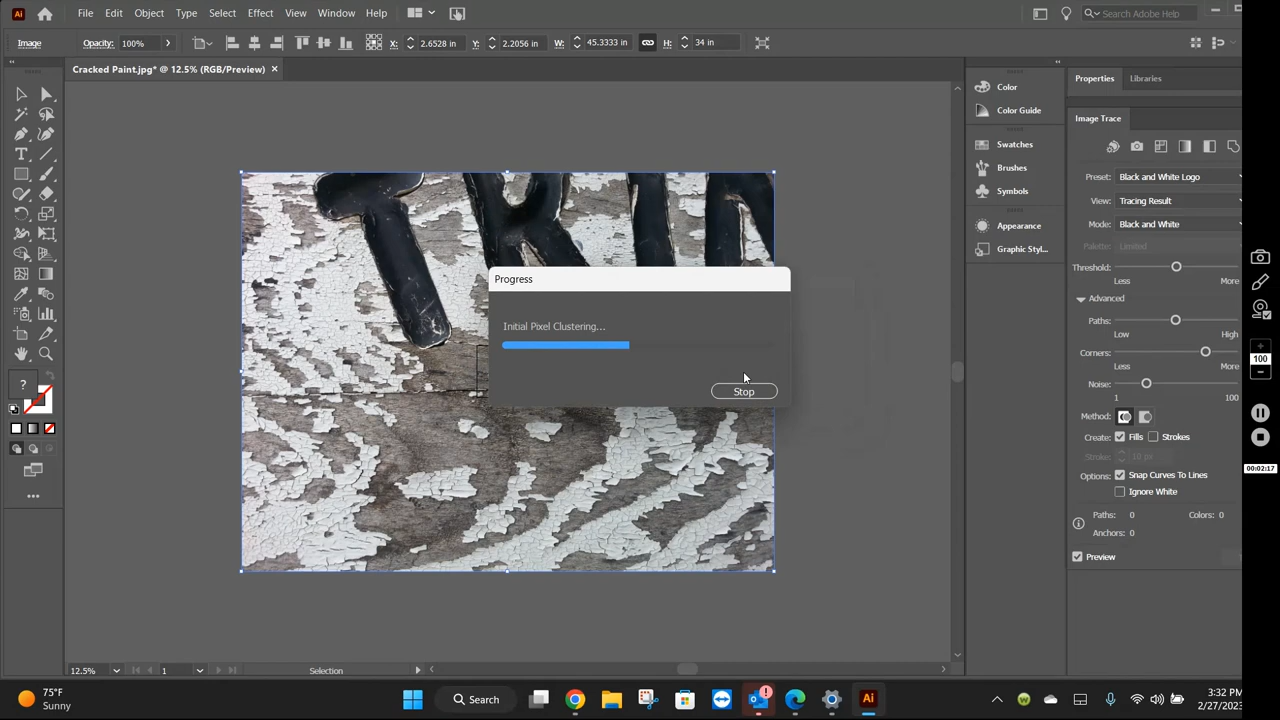 Ai File Edit Object Type Select Effect View Window Help Search Adobe Help
Image Opacity: 100% X: 2.6528 in Y: 2.2056 in W: 45.3333 in H: 34 in
Cracked Paint.jpg* @ 12.5% (RGB/Preview) ×
Color
Color Guide
Swatches
Brushes
Symbols
Appearance
Graphic Styl...
Properties Libraries
Image Trace
Preset: Black and White Logo
View: Tracing Result
Mode: Black and White
Palette: Limited
Threshold:
Less More
Advanced
Paths:
Low High
Corners:
Less More
Noise:
1 100
Method:
Create: Fills Strokes
Stroke: 10 px
Options: Snap Curves To Lines
Ignore White
Paths: 0 Colors: 0
Anchors: 0
Preview
Progress
Initial Pixel Clustering...
Stop
?
100
00:02:17
12.5% 1 Selection
75°F
Sunny
Search
Ai
3:32 PM
2/27/2023